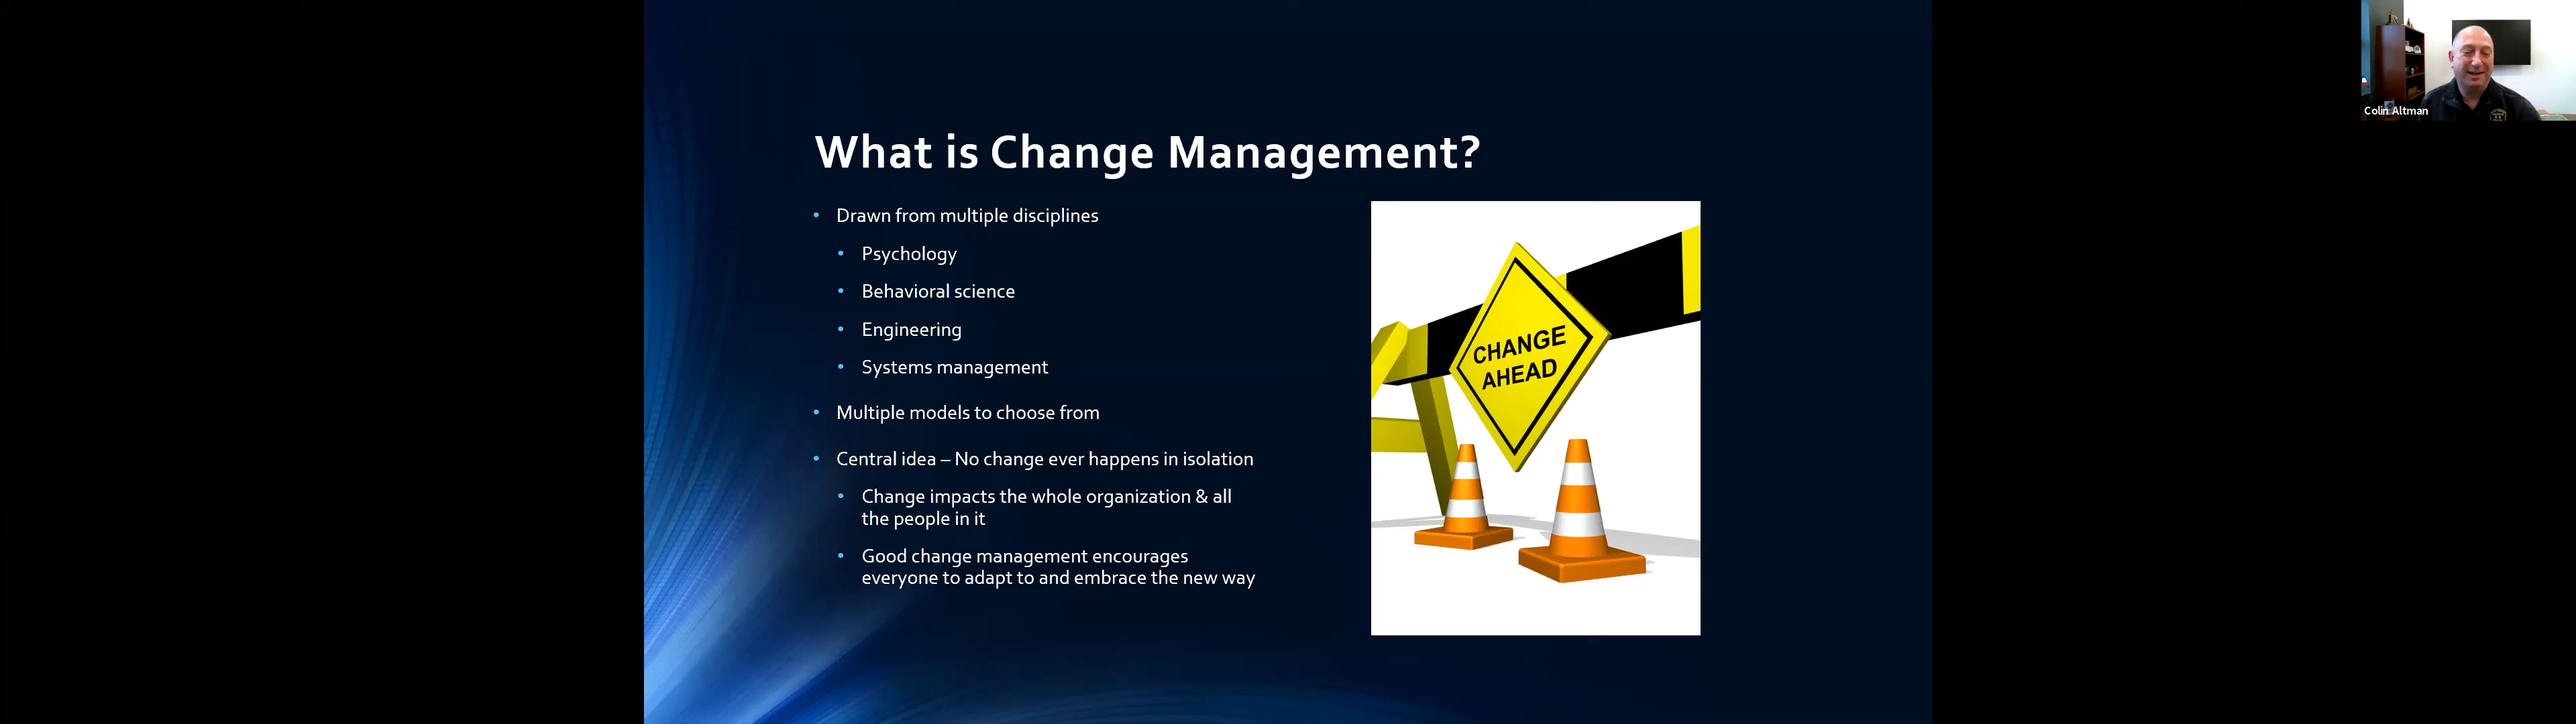 What is Change Management?
• Drawn from multiple disciplines
• Psychology
• Behavioral science
• Engineering
• Systems management
• Multiple models to choose from
• Central idea – No change ever happens in isolation
• Change impacts the whole organization & all
the people in it
• Good change management encourages
everyone to adapt to and embrace the new way
CHANGE
AHEAD
Colin Altman